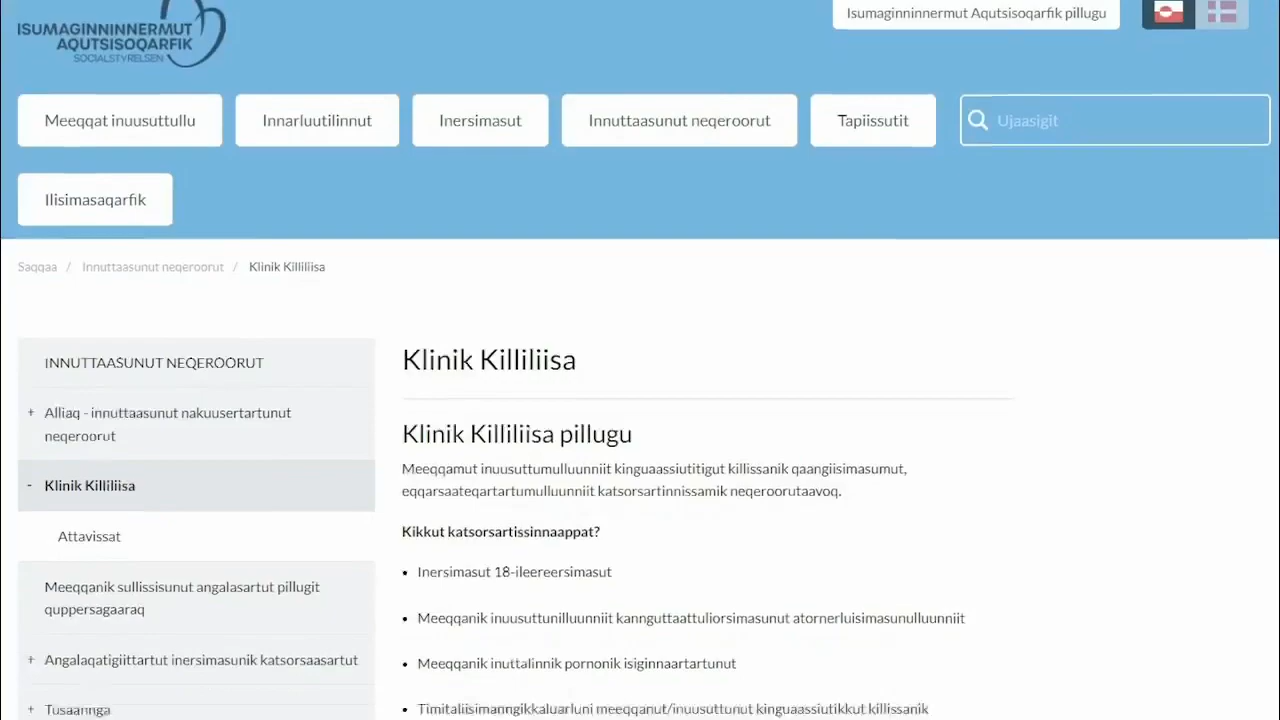 ISUMAGINNINNERMUT
AQUTSISOQARFIK
SOCIALSTYRELSEN
Isumaginninnermut Aqutsisoqarfik pillugu
Meeqqat inuusuttullu
Innarluutilinnut
Inersimasut
Innuttaasunut neqeroorut
Tapiissutit
Ujaasigit
Ilisimasaqarfik
Saqqaa / Innuttaasunut neqeroorut / Klinik Killiliisa
INNUTTAASUNUT NEQEROORUT
+ Alliaq - innuttaasunut nakuusertartunut
neqeroorut
- Klinik Killiliisa
Attavissat
Meeqqanik sullissisunut angalasartut pillugit
quppersagaaraq
+ Angalaqatigiittartut inersimasunik katsorsaasartut
+ Tusaannga
Klinik Killiliisa
Klinik Killiliisa pillugu
Meeqqamut inuusuttumulluunniit kinguaassiutitigut killissanik qaangiisimasumut,
eqqarsaateqartartumulluunniit katsorsartinnissamik neqeroorutaavoq.
Kikkut katsorsartissinnaappat?
• Inersimasut 18-ileereersimasut
• Meeqqanik inuusuttunilluunniit kannguttaattuliorsimasunut atornerluisimasunulluunniit
• Meeqqanik inuttalinnik pornonik isiginnaartartunut
• Timitaliisimanngikkaluarluni meeqqanut/inuusuttunut kinguaassiutikkut killissanik